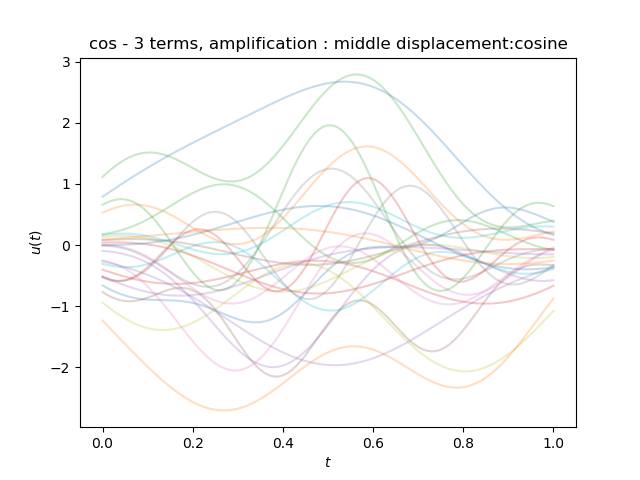 cos - 3 terms, amplification : middle displacement:cosine
3
2
1
0
−1
−2
u(t)
0.0 0.2 0.4 0.6 0.8 1.0
t